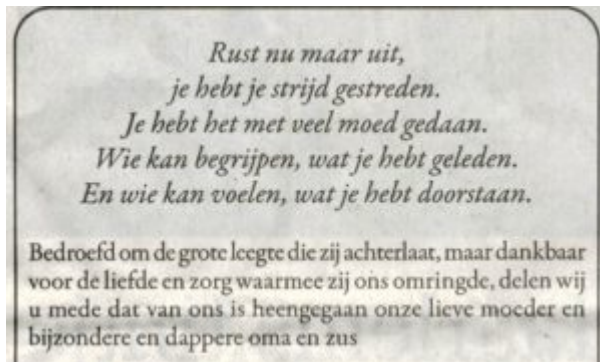 Rust nu maar uit,
je hebt je strijd gestreden.
Je hebt het met veel moed gedaan.
Wie kan begrijpen, wat je hebt geleden.
En wie kan voelen, wat je hebt doorstaan.
Bedroefd om de grote leegte die zij achterlaat, maar dankbaar
voor de liefde en zorg waarmee zij ons omringde, delen wij
u mede dat van ons is heengegaan onze lieve moeder en
bijzondere en dappere oma en zus